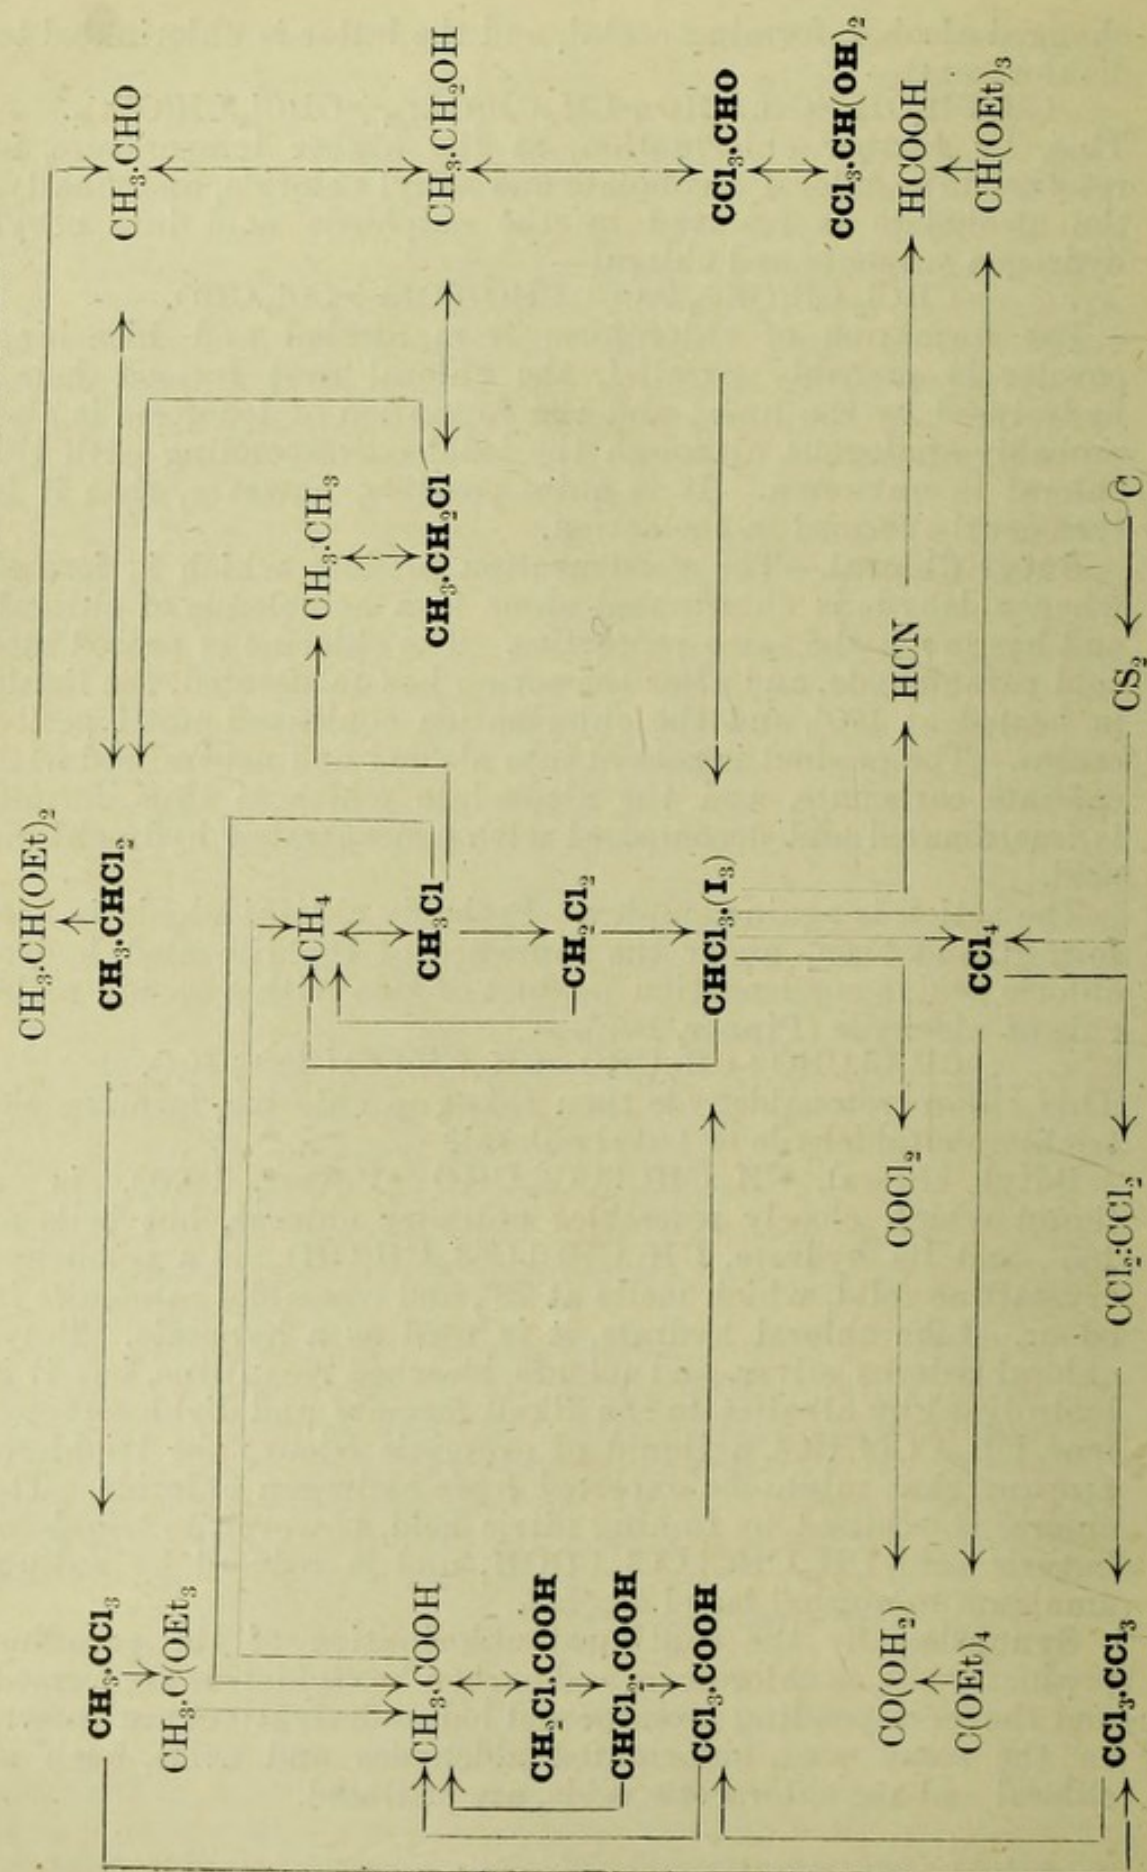 CH₃.CH(OEt)₂
CH₃.CCl₃ CH₃.CHCl₂ CH₃.CHO
CH₃.C(OEt₃
CH₄ CH₃.CH₃
CH₃.COOH CH₃Cl CH₃.CH₂Cl CH₃.CH₂OH
CH₂Cl.COOH CH₂Cl₂
CHCl₂.COOH
CCl₃.COOH CHCl₃.(I₃) CCl₃.CHO
CCl₃.CH(OH)₂
CO(OH₂) COCl₂ HCN HCOOH
C(OEt)₄ CCl₄ CH(OEt)₃
CCl₃.CCl₃ CCl₂:CCl₂ CS₂ C